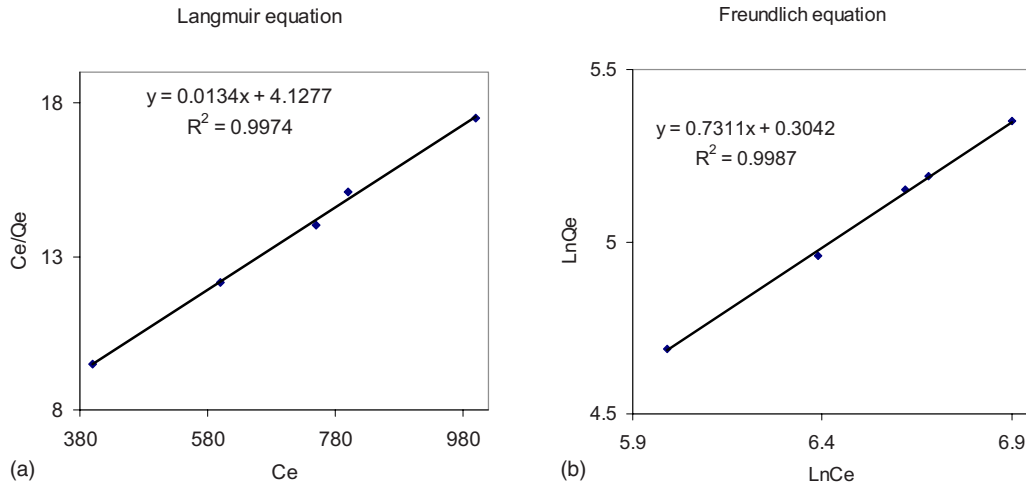 Langmuir equation
Ce/Qe
18
13
8
y = 0.0134x + 4.1277
R² = 0.9974
380 580 780 980
Ce
(a)
Freundlich equation
LnQe
5.5
5
4.5
y = 0.7311x + 0.3042
R² = 0.9987
5.9 6.4 6.9
LnCe
(b)